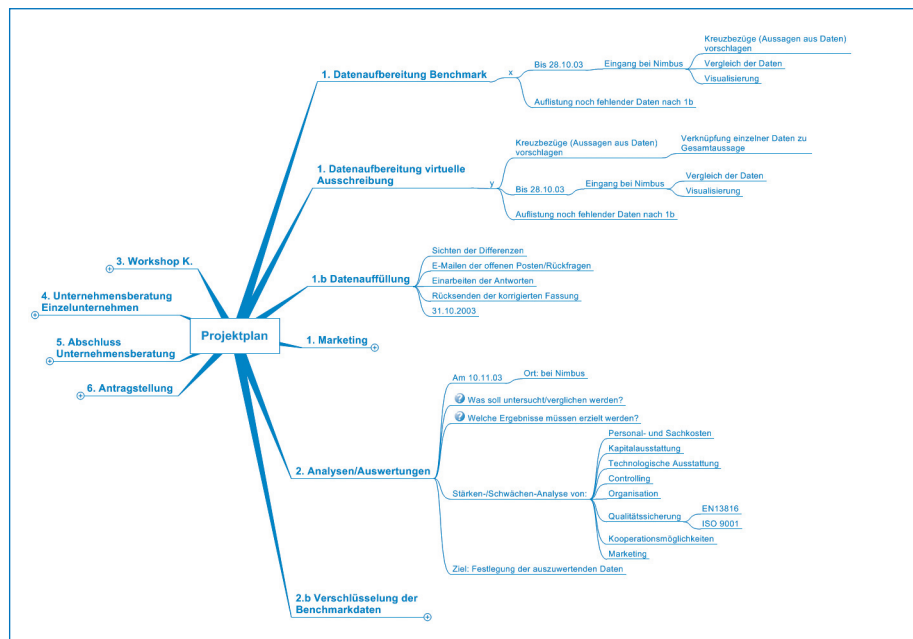 Projektplan
1. Datenaufbereitung Benchmark
x
Bis 28.10.03
Eingang bei Nimbus
Kreuzbezüge (Aussagen aus Daten)
vorschlagen
Vergleich der Daten
Visualisierung
Auflistung noch fehlender Daten nach 1b
1. Datenaufbereitung virtuelle
Ausschreibung
y
Kreuzbezüge (Aussagen aus Daten)
vorschlagen
Verknüpfung einzelner Daten zu
Gesamtaussage
Bis 28.10.03
Eingang bei Nimbus
Vergleich der Daten
Visualisierung
Auflistung noch fehlender Daten nach 1b
1.b Datenauffüllung
Sichten der Differenzen
E-Mailen der offenen Posten/Rückfragen
Einarbeiten der Antworten
Rücksenden der korrigierten Fassung
31.10.2003
1. Marketing
2. Analysen/Auswertungen
Am 10.11.03
Ort: bei Nimbus
Was soll untersucht/verglichen werden?
Welche Ergebnisse müssen erzielt werden?
Stärken-/Schwächen-Analyse von:
Personal- und Sachkosten
Kapitalausstattung
Technologische Ausstattung
Controlling
Organisation
Qualitätssicherung
EN13816
ISO 9001
Kooperationsmöglichkeiten
Marketing
Ziel: Festlegung der auszuwertenden Daten
2.b Verschlüsselung der
Benchmarkdaten
3. Workshop K.
4. Unternehmensberatung
Einzelunternehmen
5. Abschluss
Unternehmensberatung
6. Antragstellung